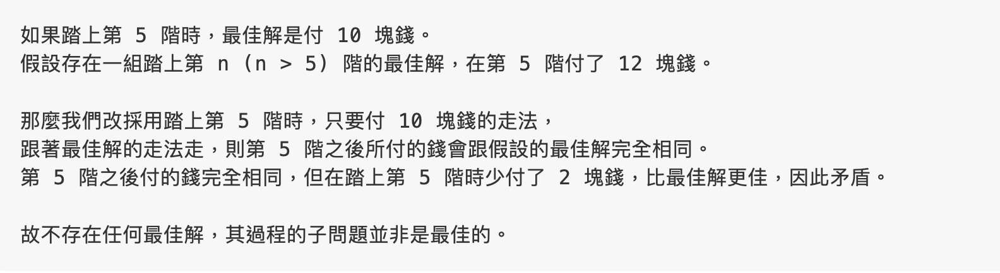 如果踏上第 5 階時，最佳解是付 10 塊錢。
假設存在一組踏上第 n (n > 5) 階的最佳解，在第 5 階付了 12 塊錢。
那麼我們改採用踏上第 5 階時，只要付 10 塊錢的走法，
跟著最佳解的走法走，則第 5 階之後所付的錢會跟假設的最佳解完全相同。
第 5 階之後付的錢完全相同，但在踏上第 5 階時少付了 2 塊錢，比最佳解更佳，因此矛盾。
故不存在任何最佳解，其過程的子問題並非是最佳的。